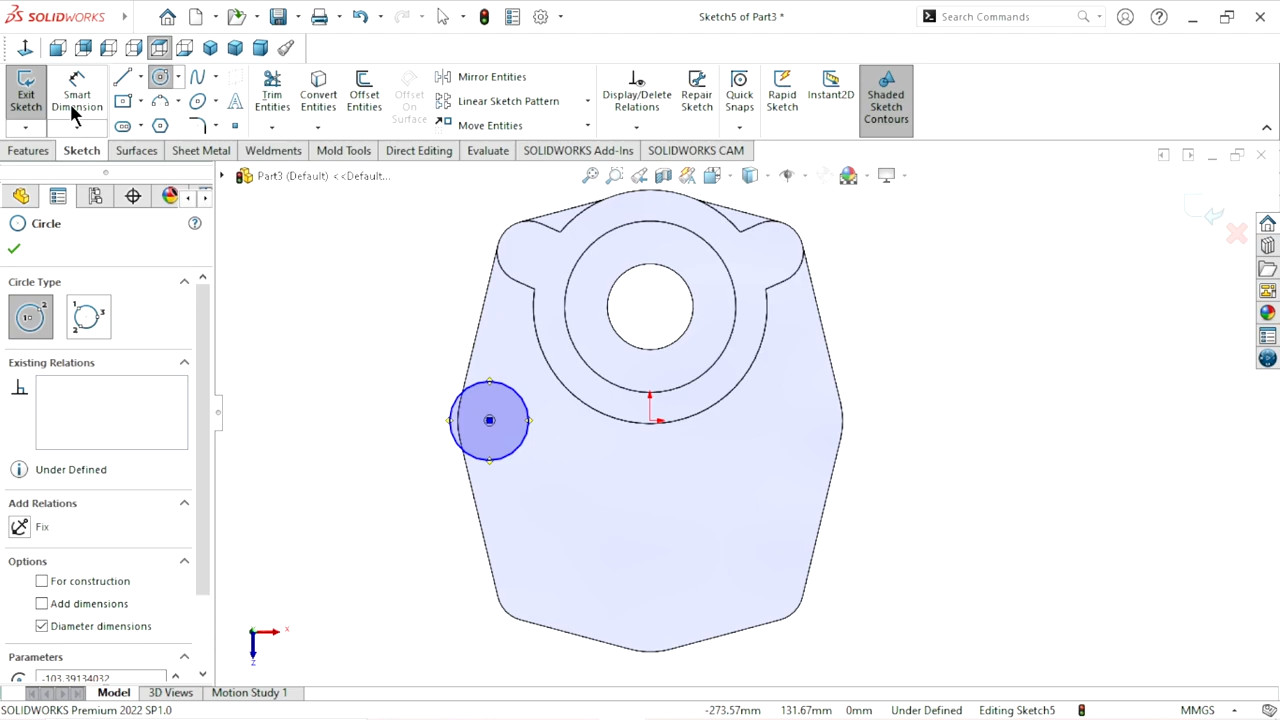 SOLIDWORKS
Sketch5 of Part3 *
Search Commands
Exit Sketch
Smart Dimension
Trim Entities
Convert Entities
Offset Entities
Offset On Surface
Mirror Entities
Linear Sketch Pattern
Move Entities
Display/Delete Relations
Repair Sketch
Quick Snaps
Rapid Sketch
Instant2D
Shaded Sketch Contours
Features
Sketch
Surfaces
Sheet Metal
Weldments
Mold Tools
Direct Editing
Evaluate
SOLIDWORKS Add-Ins
SOLIDWORKS CAM
Part3 (Default) <<Default...
Circle
Circle Type
Existing Relations
Under Defined
Add Relations
Fix
Options
For construction
Add dimensions
Diameter dimensions
Parameters
-103.39134032
x
z
Model
3D Views
Motion Study 1
SOLIDWORKS Premium 2022 SP1.0
-273.57mm
131.67mm
0mm
Under Defined
Editing Sketch5
MMGS